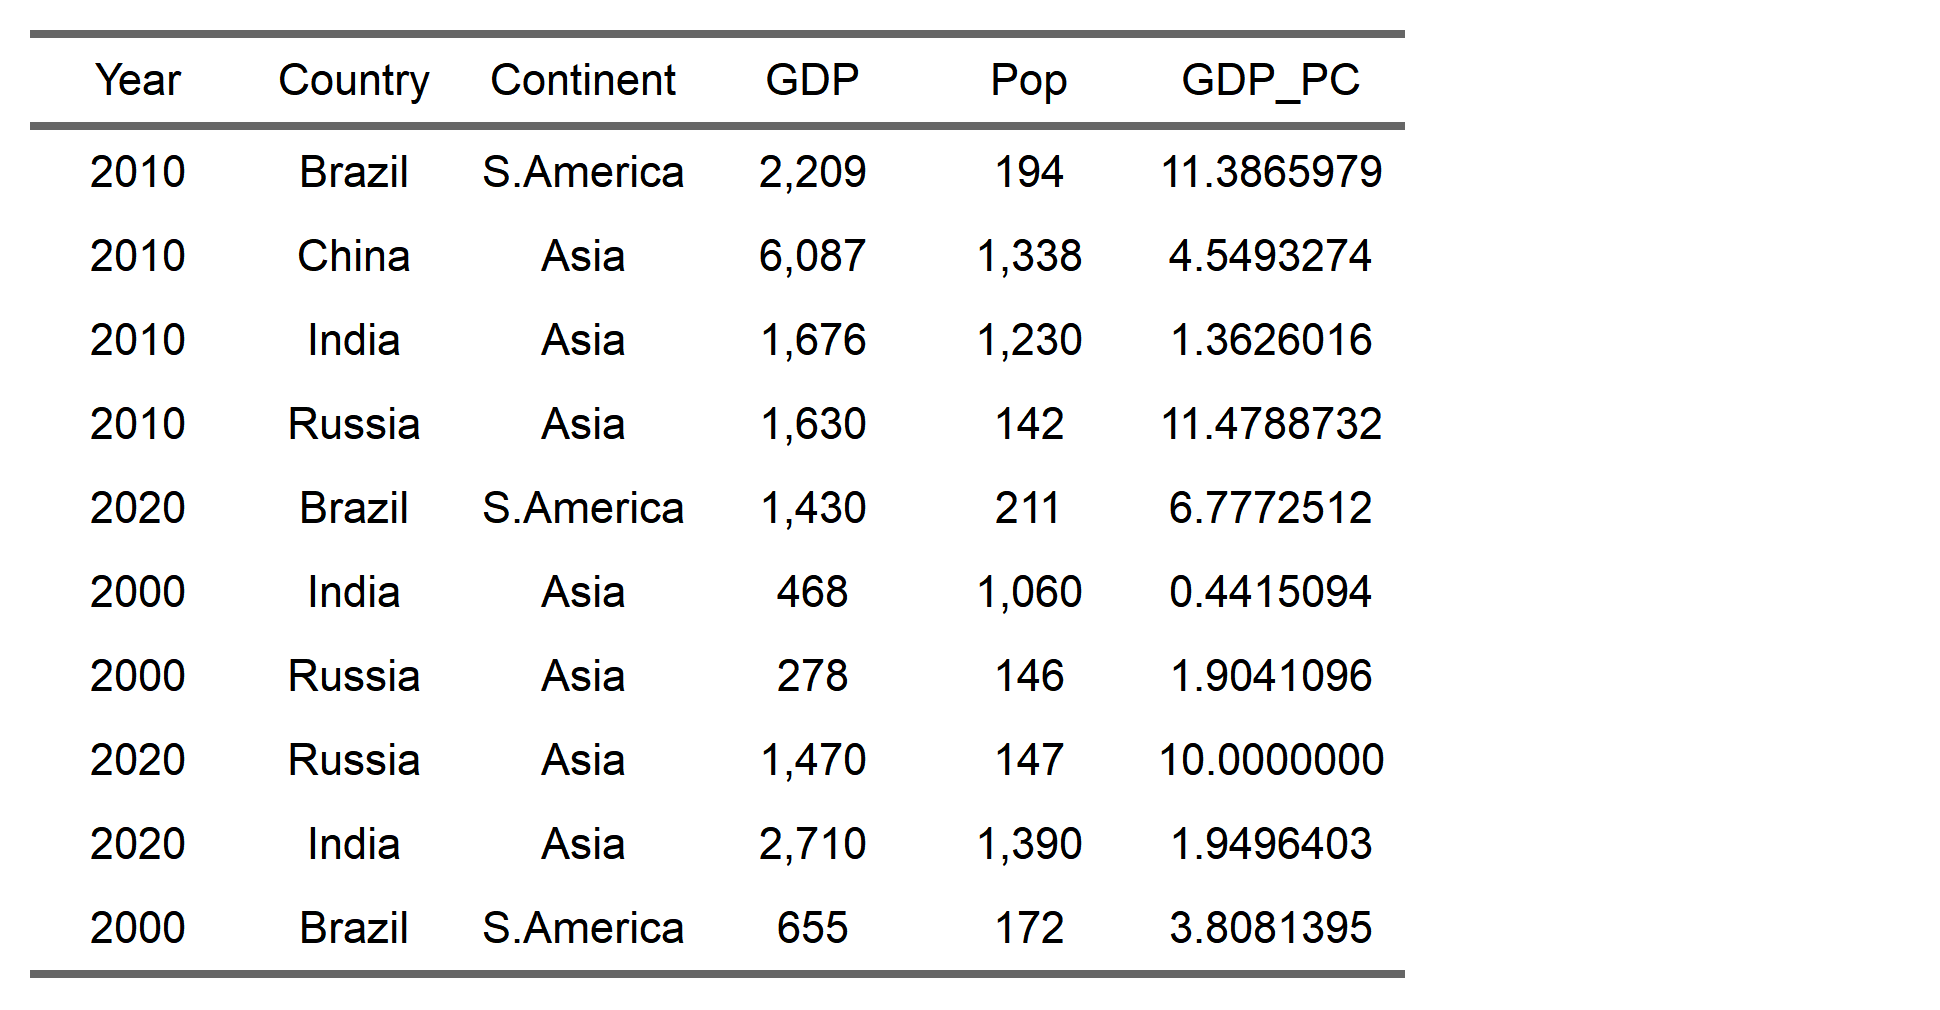 Year Country Continent GDP Pop GDP_PC
2010 Brazil S.America 2,209 194 11.3865979
2010 China Asia 6,087 1,338 4.5493274
2010 India Asia 1,676 1,230 1.3626016
2010 Russia Asia 1,630 142 11.4788732
2020 Brazil S.America 1,430 211 6.7772512
2000 India Asia 468 1,060 0.4415094
2000 Russia Asia 278 146 1.9041096
2020 Russia Asia 1,470 147 10.0000000
2020 India Asia 2,710 1,390 1.9496403
2000 Brazil S.America 655 172 3.8081395